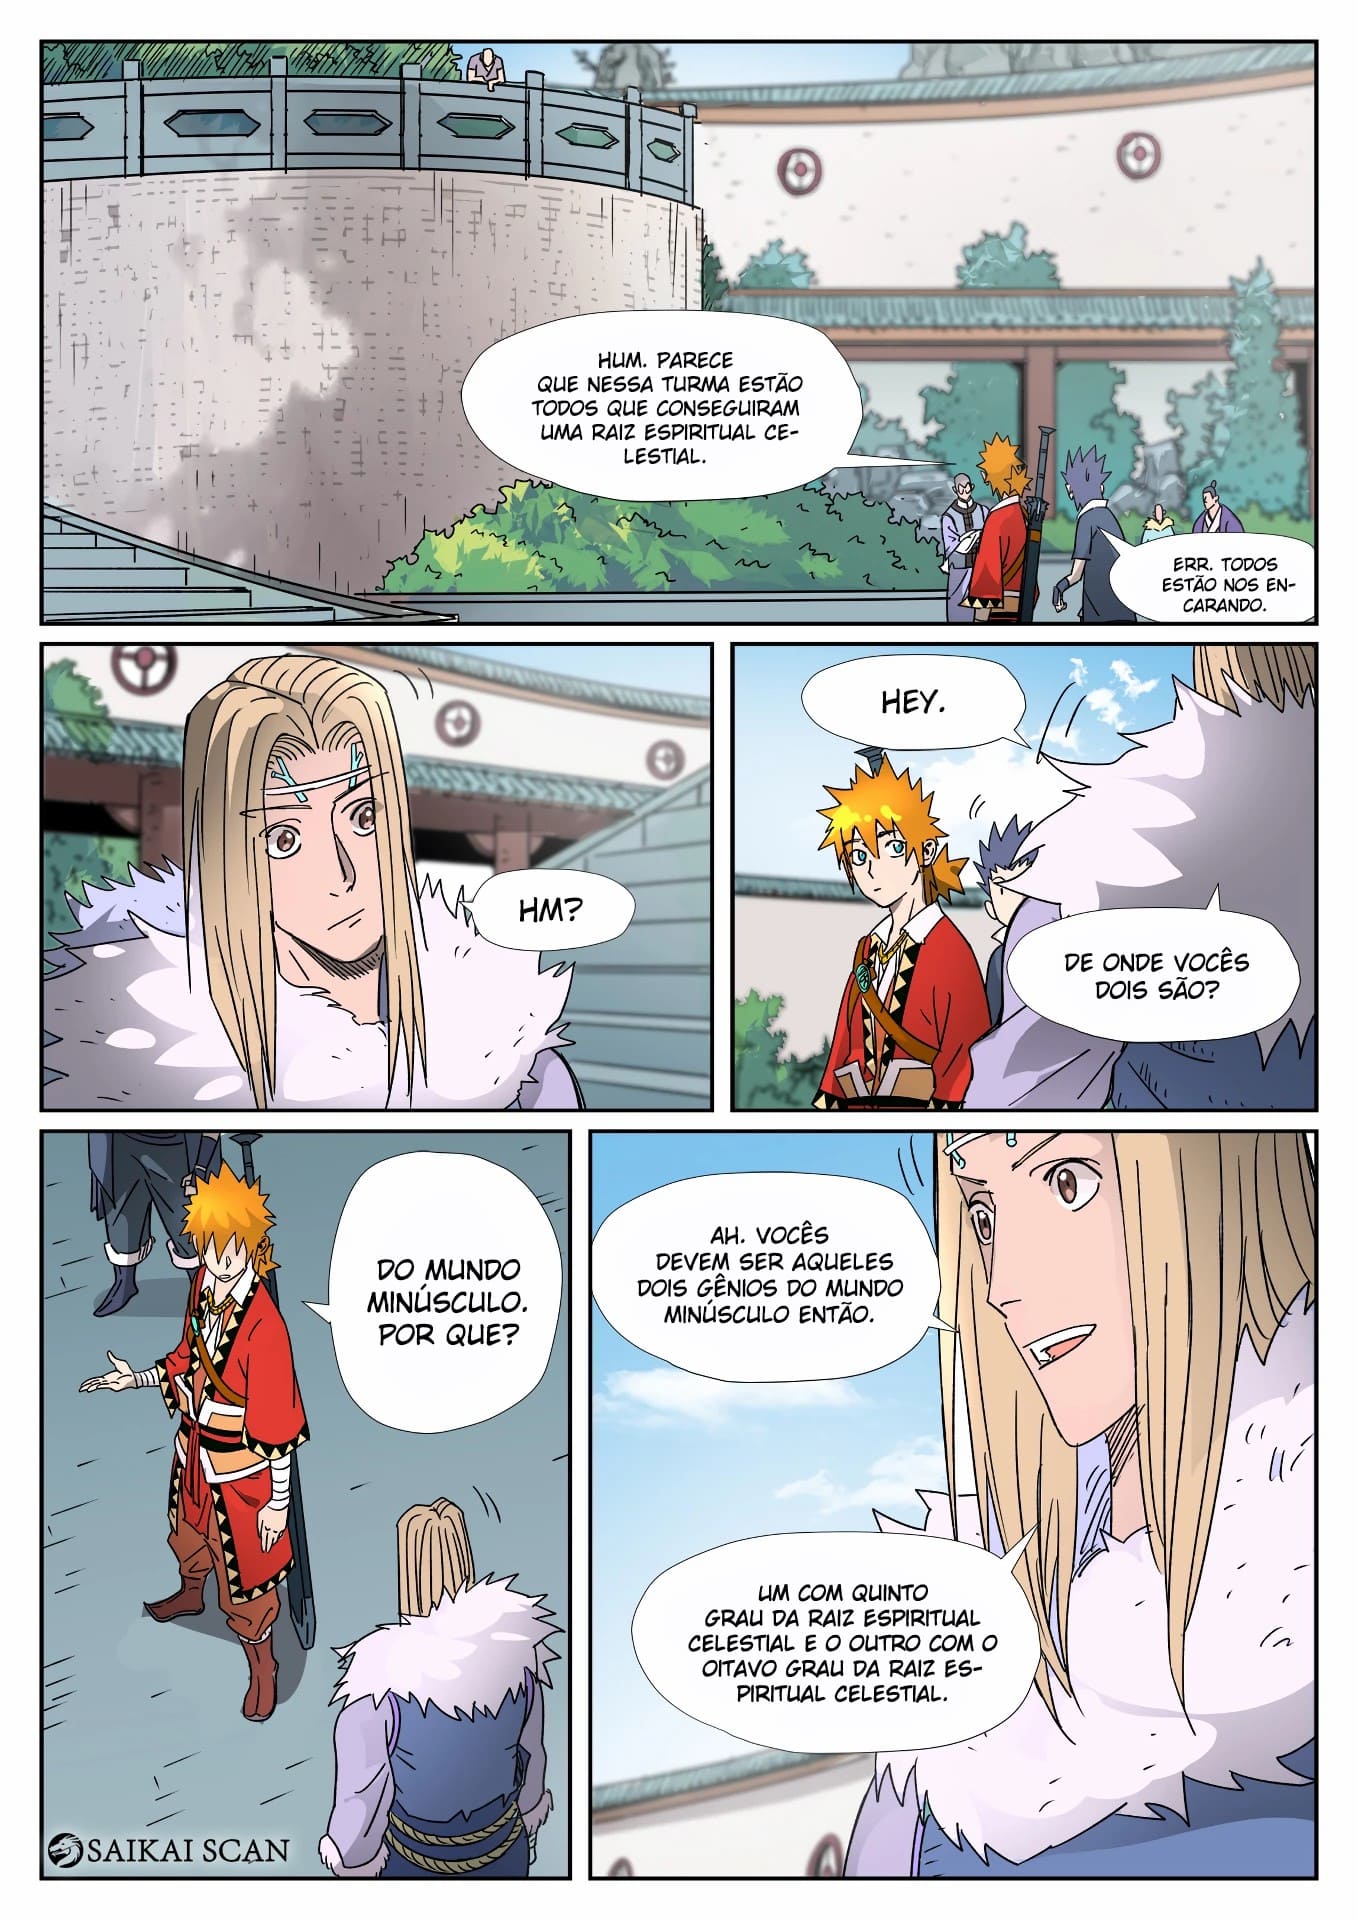 HUM. PARECE
QUE NESSA TURMA ESTÃO
TODOS QUE CONSEGUIRAM
UMA RAIZ ESPIRITUAL CE-
LESTIAL.
ERR. TODOS
ESTÃO NOS EN-
CARANDO.
HM?
HEY.
DE ONDE VOCÊS
DOIS SÃO?
DO MUNDO
MINÚSCULO.
POR QUE?
AH. VOCÊS
DEVEM SER AQUELES
DOIS GÊNIOS DO MUNDO
MINÚSCULO ENTÃO.
UM COM QUINTO
GRAU DA RAIZ ESPIRITUAL
CELESTIAL E O OUTRO COM O
OITAVO GRAU DA RAIZ ES-
PIRITUAL CELESTIAL.
SAIKAI SCAN